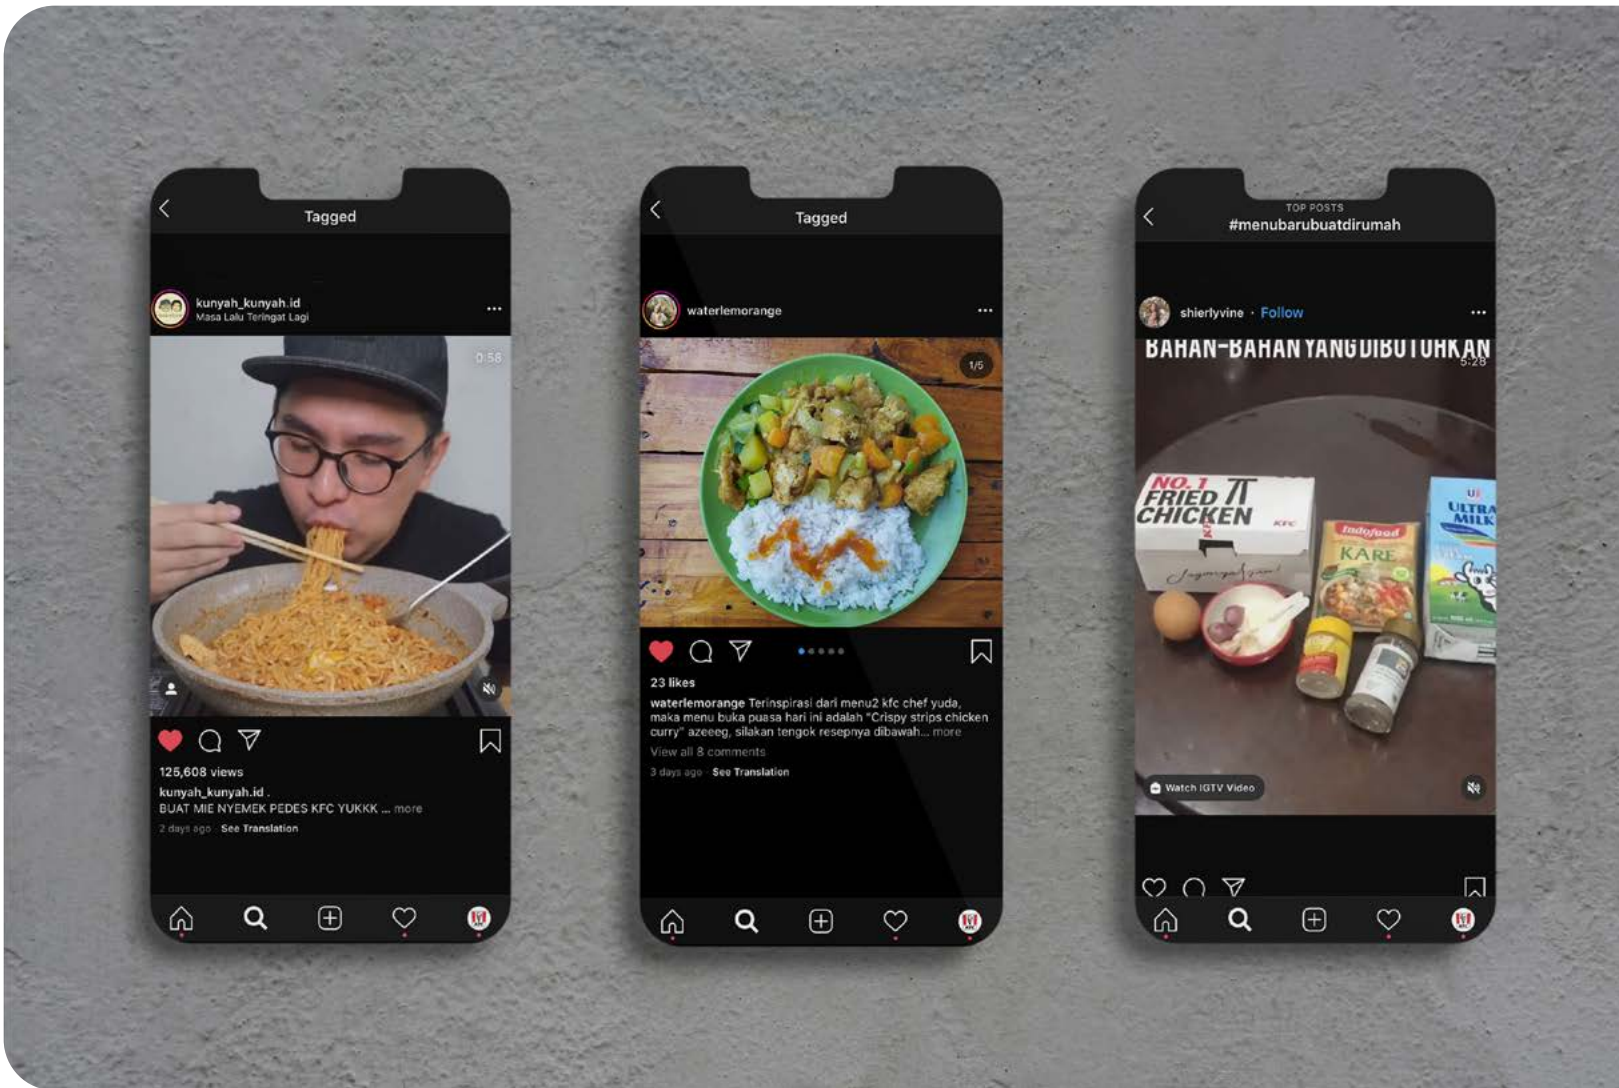 Tagged
kunyah_kunyah.id
Masa Lalu Teringat Lagi
0:58
125,608 views
kunyah_kunyah.id .
BUAT MIE NYEMEK PEDES KFC YUKKK ... more
2 days ago · See Translation
Tagged
waterlemorange
1/5
23 likes
waterlemorange Terinspirasi dari menu2 kfc chef yuda,
maka menu buka puasa hari ini adalah "Crispy strips chicken
curry" azeeeg, silakan tengok resepnya dibawah... more
View all 8 comments
3 days ago · See Translation
TOP POSTS
#menubarubuatdirumah
shierlyvine · Follow
BAHAN-BAHAN YANG DIBUTUHKAN
5:28
NO.1
FRIED
CHICKEN
KFC
Jagonya Ayam!
Indofood
KARE
ULTRA
MILK
Watch IGTV Video